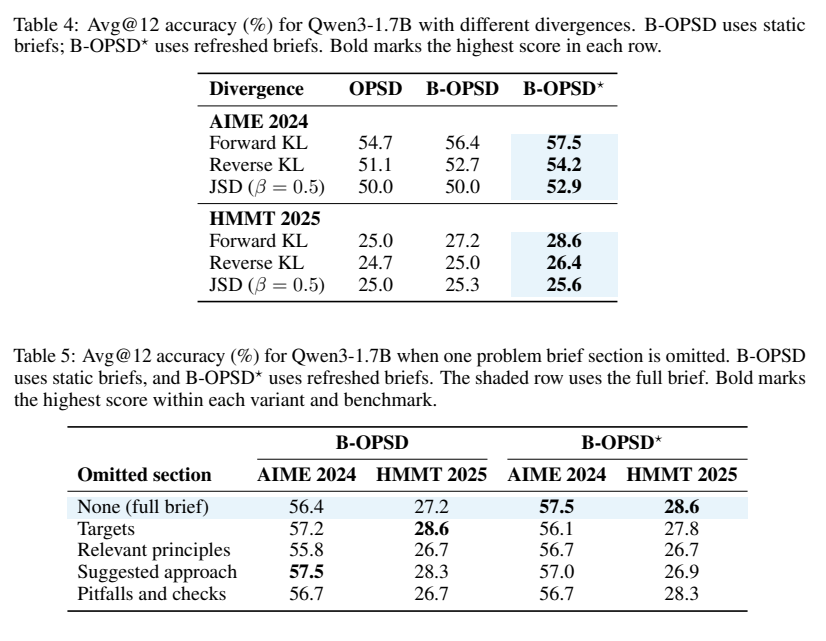 Table 4: Avg@12 accuracy (%) for Qwen3-1.7B with different divergences. B-OPSD uses static
briefs; B-OPSD⋆ uses refreshed briefs. Bold marks the highest score in each row.
Divergence OPSD B-OPSD B-OPSD⋆
AIME 2024
Forward KL 54.7 56.4 57.5
Reverse KL 51.1 52.7 54.2
JSD (β = 0.5) 50.0 50.0 52.9
HMMT 2025
Forward KL 25.0 27.2 28.6
Reverse KL 24.7 25.0 26.4
JSD (β = 0.5) 25.0 25.3 25.6
Table 5: Avg@12 accuracy (%) for Qwen3-1.7B when one problem brief section is omitted. B-OPSD
uses static briefs, and B-OPSD⋆ uses refreshed briefs. The shaded row uses the full brief. Bold marks
the highest score within each variant and benchmark.
B-OPSD B-OPSD⋆
Omitted section AIME 2024 HMMT 2025 AIME 2024 HMMT 2025
None (full brief) 56.4 27.2 57.5 28.6
Targets 57.2 28.6 56.1 27.8
Relevant principles 55.8 26.7 56.7 26.7
Suggested approach 57.5 28.3 57.0 26.9
Pitfalls and checks 56.7 26.7 56.7 28.3